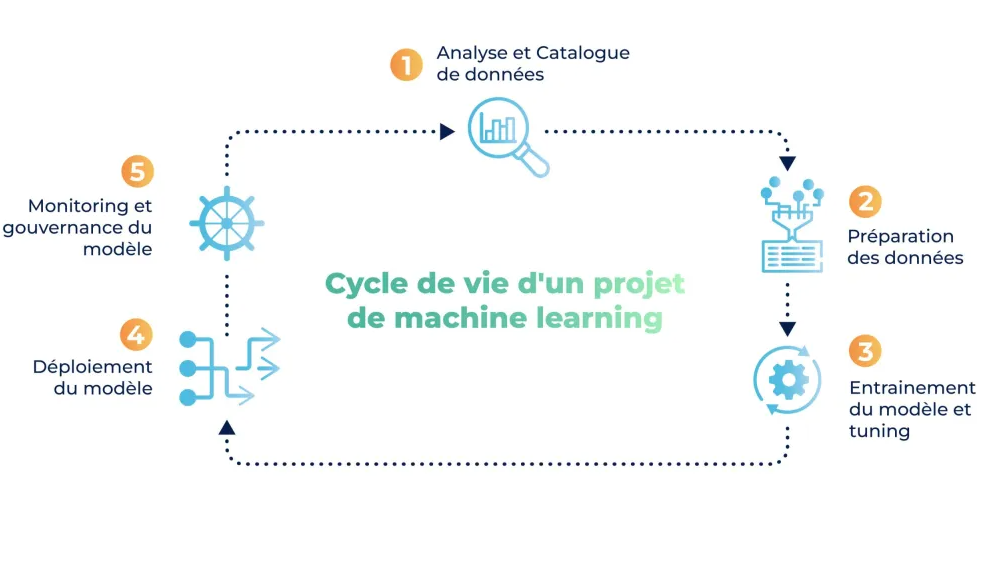 1
Analyse et Catalogue
de données
2
Préparation
des données
3
Entrainement
du modèle et
tuning
4
Déploiement
du modèle
5
Monitoring et
gouvernance du
modèle
Cycle de vie d'un projet
de machine learning